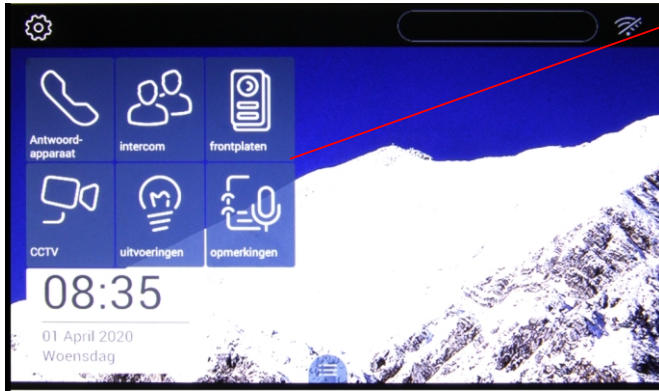 Antwoord-
apparaat
intercom
frontplaten
CCTV
uitvoeringen
opmerkingen
08:35
01 April 2020
Woensdag